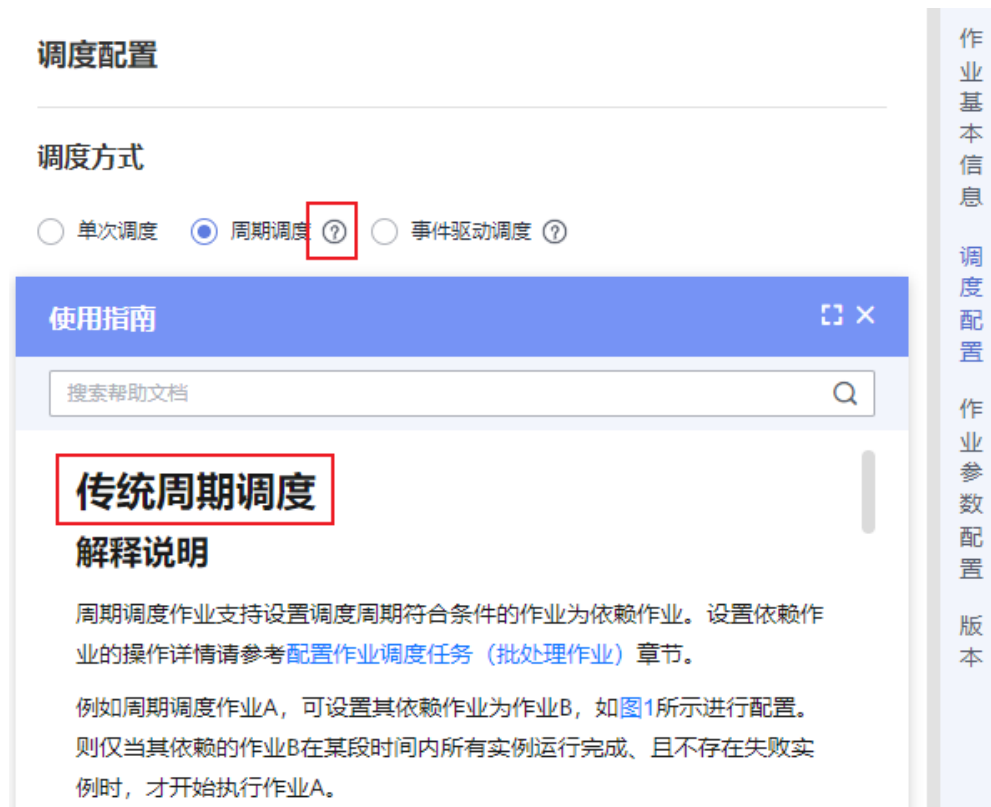 调度配置
调度方式
单次调度 周期调度 ? 事件驱动调度 ?
使用指南
搜索帮助文档
传统周期调度
解释说明
周期调度作业支持设置调度周期符合条件的作业为依赖作业。设置依赖作
业的操作详情请参考配置作业调度任务（批处理作业）章节。
例如周期调度作业A，可设置其依赖作业为作业B，如图1所示进行配置。
则仅当其依赖的作业B在某段时间内所有实例运行完成、且不存在失败实
例时，才开始执行作业A。
作业基本信息
调度配置
作业参数配置
版本